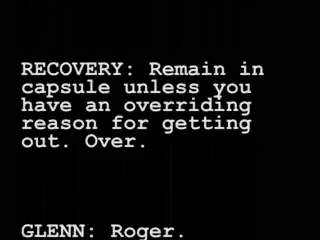 RECOVERY: Remain in
capsule unless you
have an overriding
reason for getting
out. Over.
GLENN: Roger.